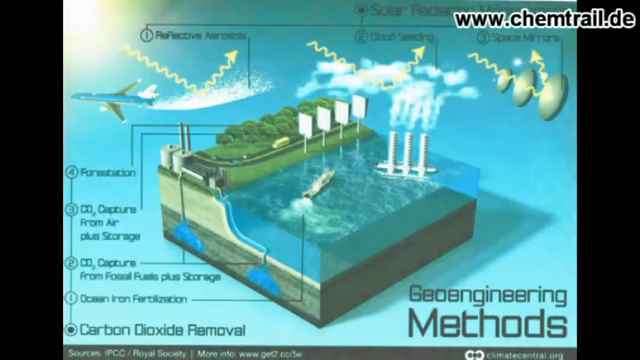 www.chemtrail.de
Solar Radiation
1 Reflective Aerosols
2 Cloud Seeding
3 Space Mirrors
4 Forestation
3 CO₂ Capture
From Air
plus Storage
2 CO₂ Capture
From Fossil Fuels plus Storage
1 Ocean Iron Fertilization
Carbon Dioxide Removal
Geoengineering
Methods
Sources: IPCC / Royal Society | More info: www.get2.cc/5e
climatecentral.org